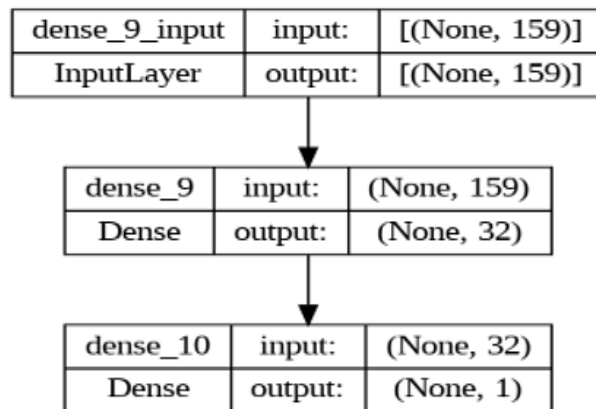 dense_9_input input: [(None, 159)]
InputLayer output: [(None, 159)]
dense_9 input: (None, 159)
Dense output: (None, 32)
dense_10 input: (None, 32)
Dense output: (None, 1)